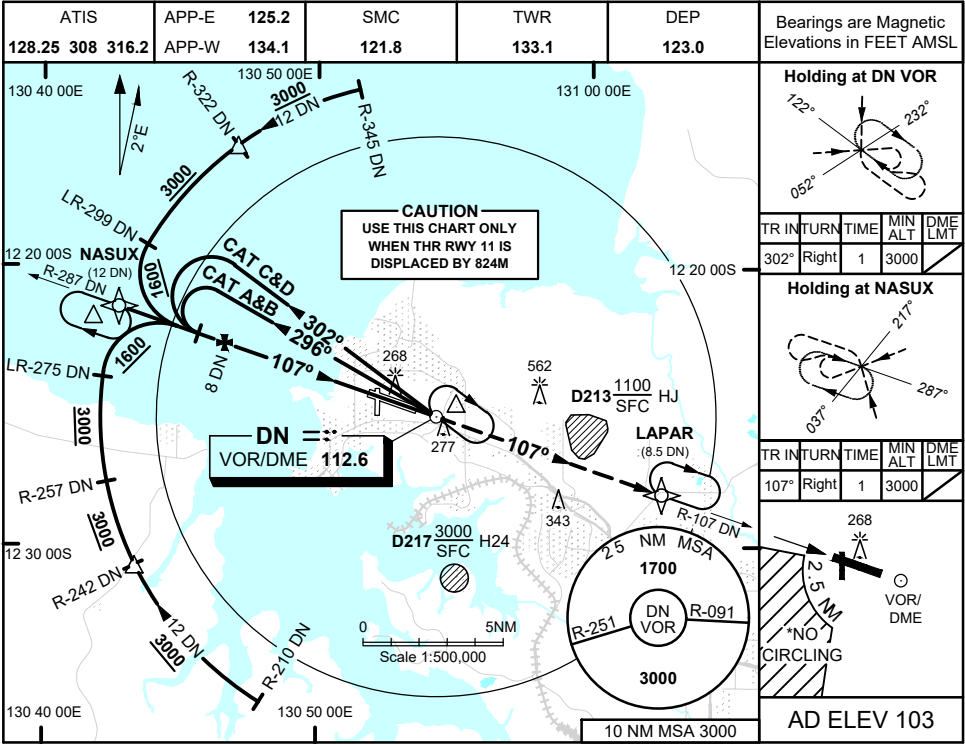 ATIS
128.25 308 316.2
APP-E 125.2
APP-W 134.1
SMC
121.8
TWR
133.1
DEP
123.0
Bearings are Magnetic
Elevations in FEET AMSL
130 40 00E
130 50 00E
131 00 00E
2°E
R-322 DN
3000
12 DN
R-345 DN
3000
LR-299 DN
12 20 00S
NASUX
(12 DN)
R-287 DN
1600
CAT C&D
CAT A&B
302°
296°
107°
8 DN
1600
LR-275 DN
3000
R-257 DN
3000
12 30 00S
R-242 DN
12 DN
3000
R-210 DN
CAUTION
USE THIS CHART ONLY
WHEN THR RWY 11 IS
DISPLACED BY 824M
12 20 00S
268
562
D213 1100
SFC HJ
277
DN
VOR/DME 112.6
107°
LAPAR
(8.5 DN)
343
R-107 DN
D217 3000
SFC H24
0 5NM
Scale 1:500,000
25 NM MSA
1700
DN
VOR
R-251
R-091
3000
130 40 00E
130 50 00E
10 NM MSA 3000
Holding at DN VOR
122°
232°
052°
TR IN TURN TIME MIN ALT DME LMT
302° Right 1 3000
Holding at NASUX
217°
287°
037°
TR IN TURN TIME MIN ALT DME LMT
107° Right 1 3000
268
2.5 NM
VOR/
DME
*NO
CIRCLING
AD ELEV 103